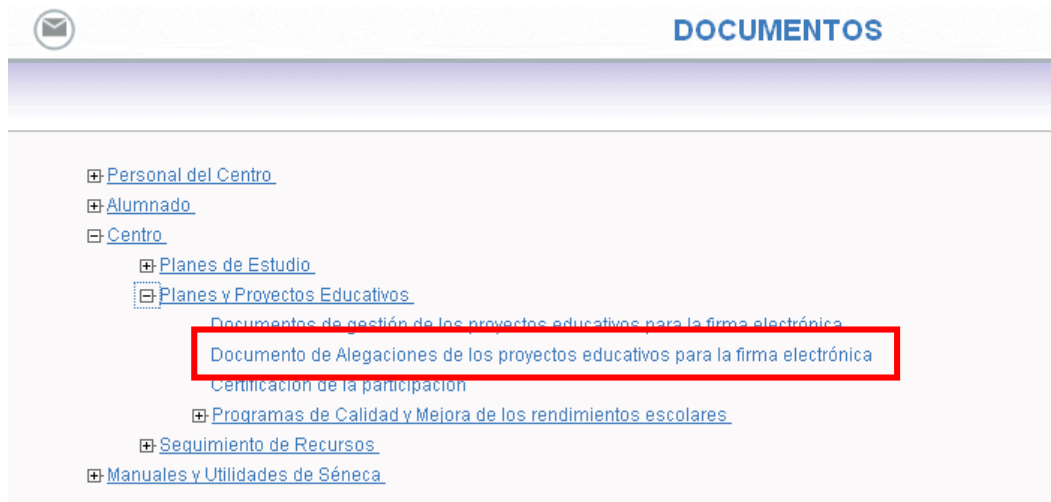 DOCUMENTOS
Personal del Centro
Alumnado
Centro
Planes de Estudio
Planes y Proyectos Educativos
Documentos de gestión de los proyectos educativos para la firma electrónica
Documento de Alegaciones de los proyectos educativos para la firma electrónica
Certificación de la participación
Programas de Calidad y Mejora de los rendimientos escolares
Seguimiento de Recursos
Manuales y Utilidades de Séneca